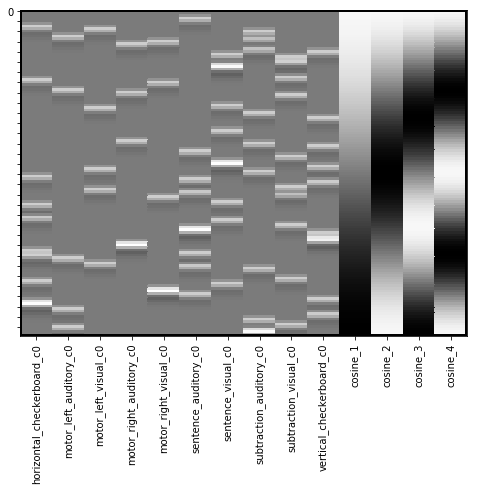 0
horizontal_checkerboard_c0
motor_left_auditory_c0
motor_left_visual_c0
motor_right_auditory_c0
motor_right_visual_c0
sentence_auditory_c0
sentence_visual_c0
subtraction_auditory_c0
subtraction_visual_c0
vertical_checkerboard_c0
cosine_1
cosine_2
cosine_3
cosine_4